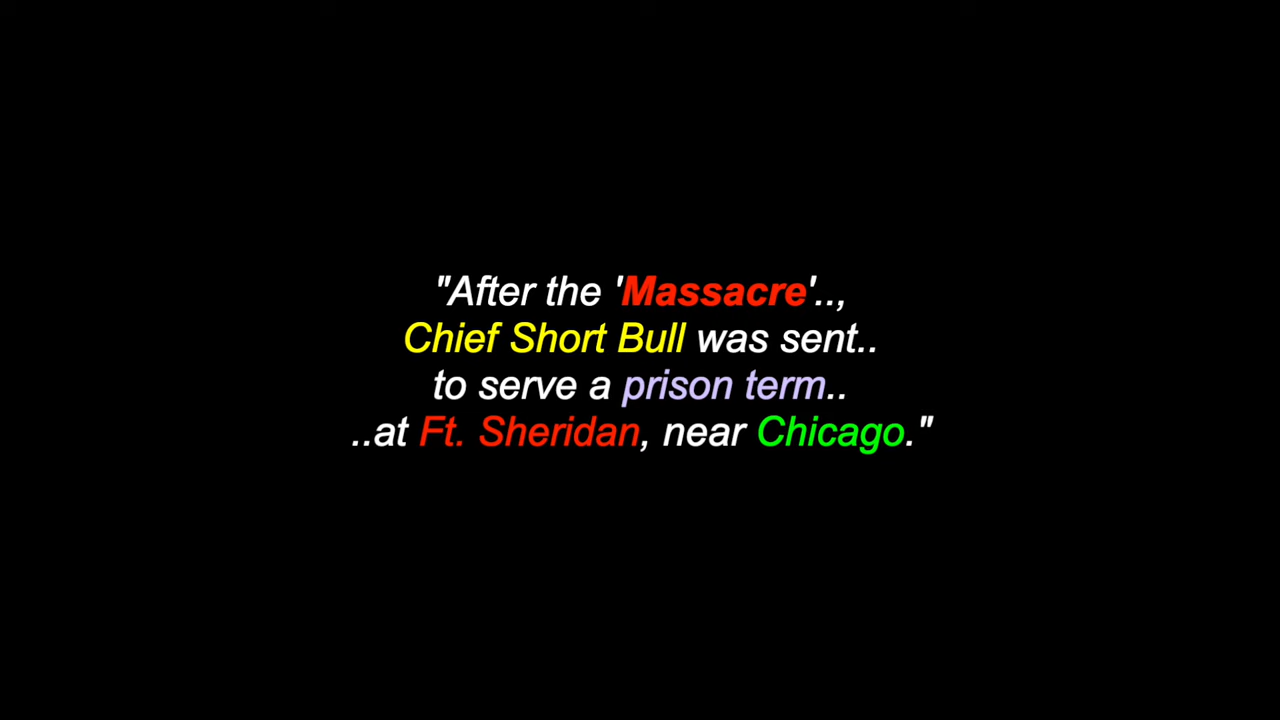 "After the 'Massacre'..,
Chief Short Bull was sent..
to serve a prison term..
..at Ft. Sheridan, near Chicago."